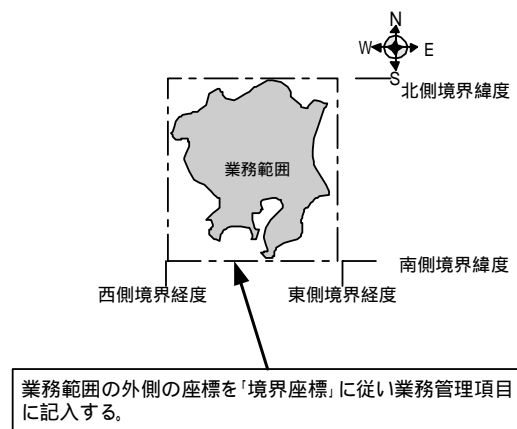 N
W E
S
北側境界緯度
業務範囲
南側境界緯度
西側境界経度 東側境界経度
業務範囲の外側の座標を「境界座標」に従い業務管理項目
に記入する。